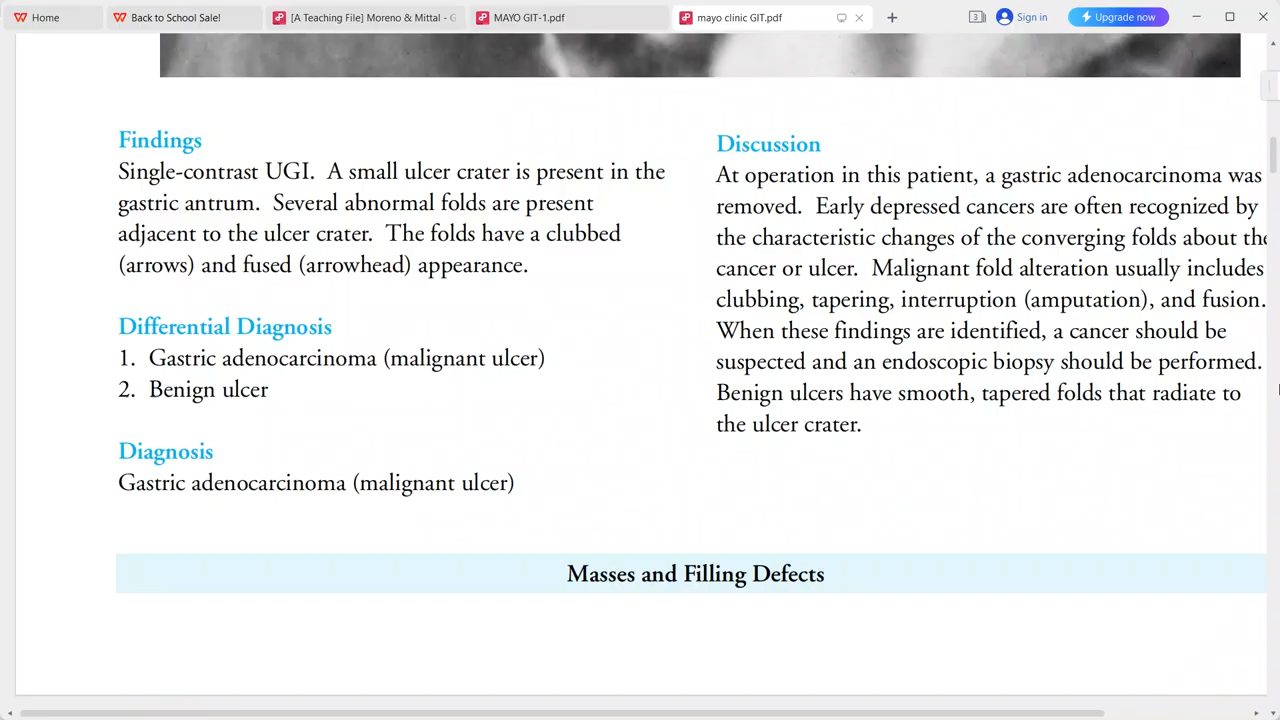 Home
Back to School Sale!
[A Teaching File] Moreno & Mittal - G
MAYO GIT-1.pdf
mayo clinic GIT.pdf
3
Sign in
Upgrade now
Findings
Single-contrast UGI. A small ulcer crater is present in the
gastric antrum. Several abnormal folds are present
adjacent to the ulcer crater. The folds have a clubbed
(arrows) and fused (arrowhead) appearance.
Differential Diagnosis
1. Gastric adenocarcinoma (malignant ulcer)
2. Benign ulcer
Diagnosis
Gastric adenocarcinoma (malignant ulcer)
Discussion
At operation in this patient, a gastric adenocarcinoma was
removed. Early depressed cancers are often recognized by
the characteristic changes of the converging folds about the
cancer or ulcer. Malignant fold alteration usually includes
clubbing, tapering, interruption (amputation), and fusion.
When these findings are identified, a cancer should be
suspected and an endoscopic biopsy should be performed.
Benign ulcers have smooth, tapered folds that radiate to
the ulcer crater.
Masses and Filling Defects